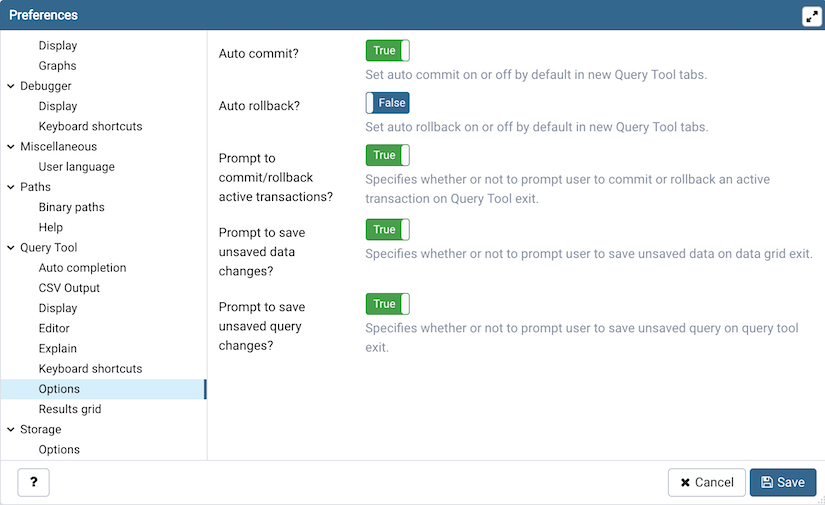 Preferences
Display
Graphs
Debugger
Display
Keyboard shortcuts
Miscellaneous
User language
Paths
Binary paths
Help
Query Tool
Auto completion
CSV Output
Display
Editor
Explain
Keyboard shortcuts
Options
Results grid
Storage
Options
Auto commit?
True
Set auto commit on or off by default in new Query Tool tabs.
Auto rollback?
False
Set auto rollback on or off by default in new Query Tool tabs.
Prompt to
commit/rollback
active transactions?
True
Specifies whether or not to prompt user to commit or rollback an active
transaction on Query Tool exit.
Prompt to save
unsaved data
changes?
True
Specifies whether or not to prompt user to save unsaved data on data grid exit.
Prompt to save
unsaved query
changes?
True
Specifies whether or not to prompt user to save unsaved query on query tool
exit.
?
Cancel
Save